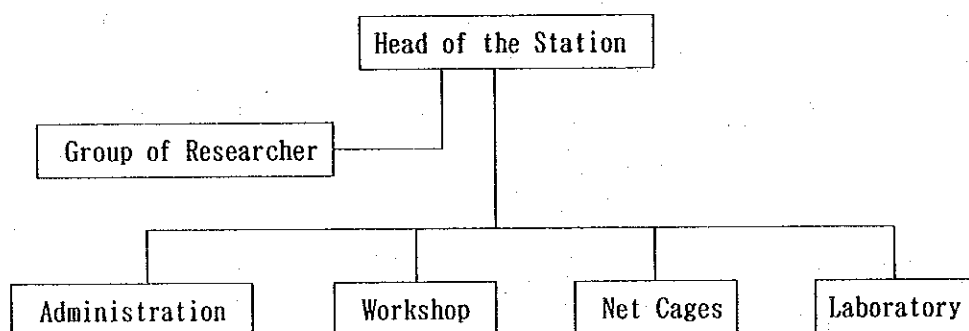 Head of the Station
Group of Researcher
Administration
Workshop
Net Cages
Laboratory